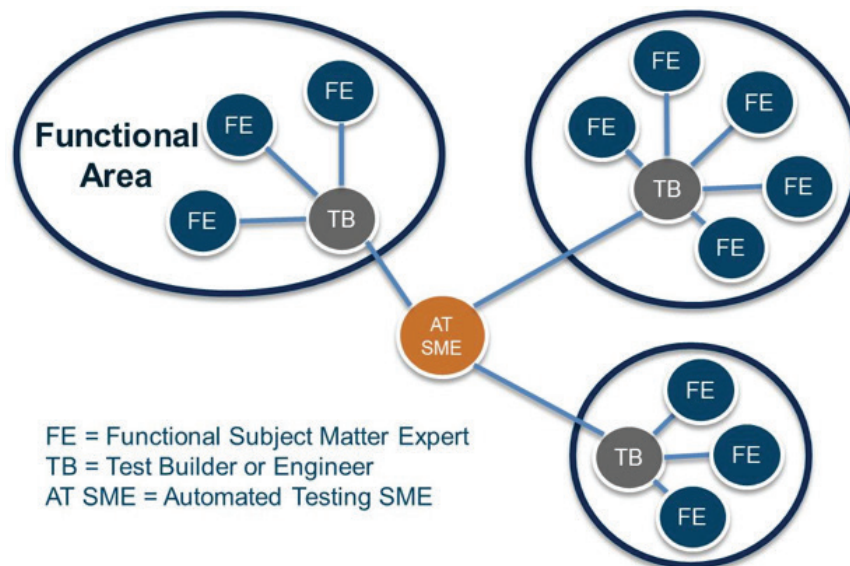 Functional
Area
FE
FE
FE
TB
FE
FE
FE
FE
FE
TB
AT
SME
FE
TB
FE
FE
FE = Functional Subject Matter Expert
TB = Test Builder or Engineer
AT SME = Automated Testing SME